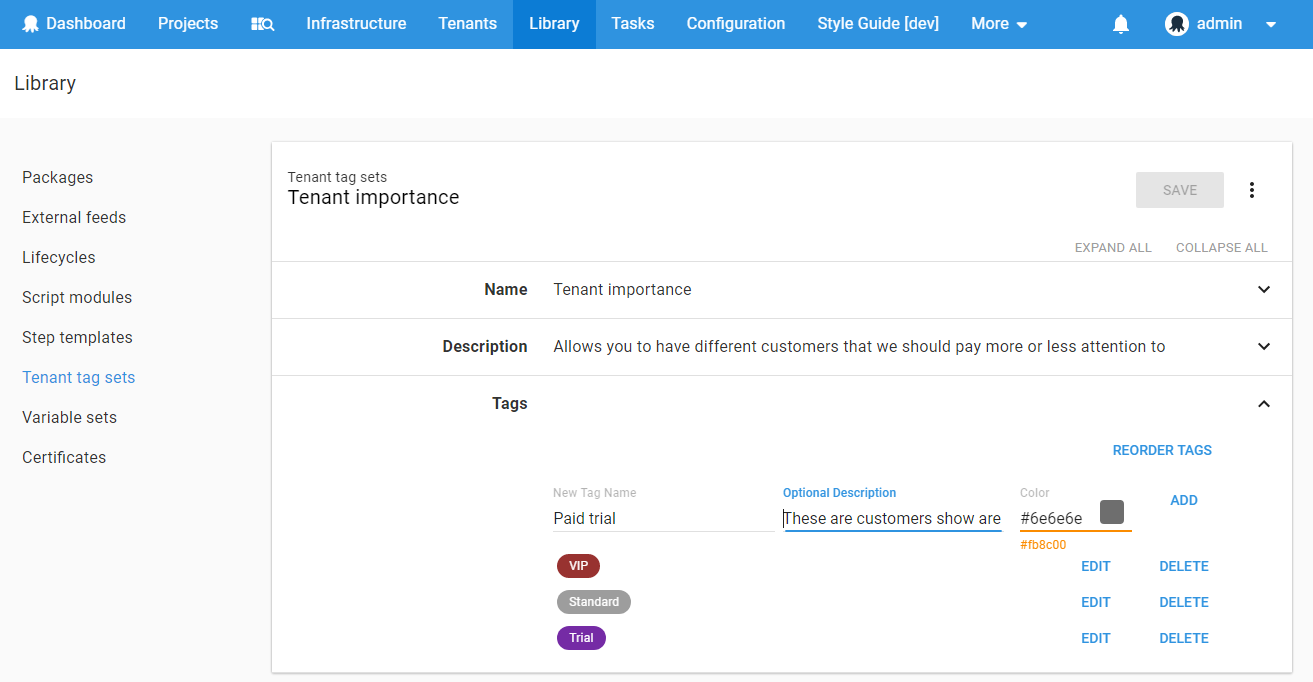 Dashboard Projects Infrastructure Tenants Library Tasks Configuration Style Guide [dev] More admin
Library
Packages
External feeds
Lifecycles
Script modules
Step templates
Tenant tag sets
Variable sets
Certificates
Tenant tag sets
Tenant importance
SAVE
EXPAND ALL COLLAPSE ALL
Name Tenant importance
Description Allows you to have different customers that we should pay more or less attention to
Tags
REORDER TAGS
New Tag Name Optional Description Color
Paid trial These are customers show are #6e6e6e ADD
#fb8c00
VIP EDIT DELETE
Standard EDIT DELETE
Trial EDIT DELETE